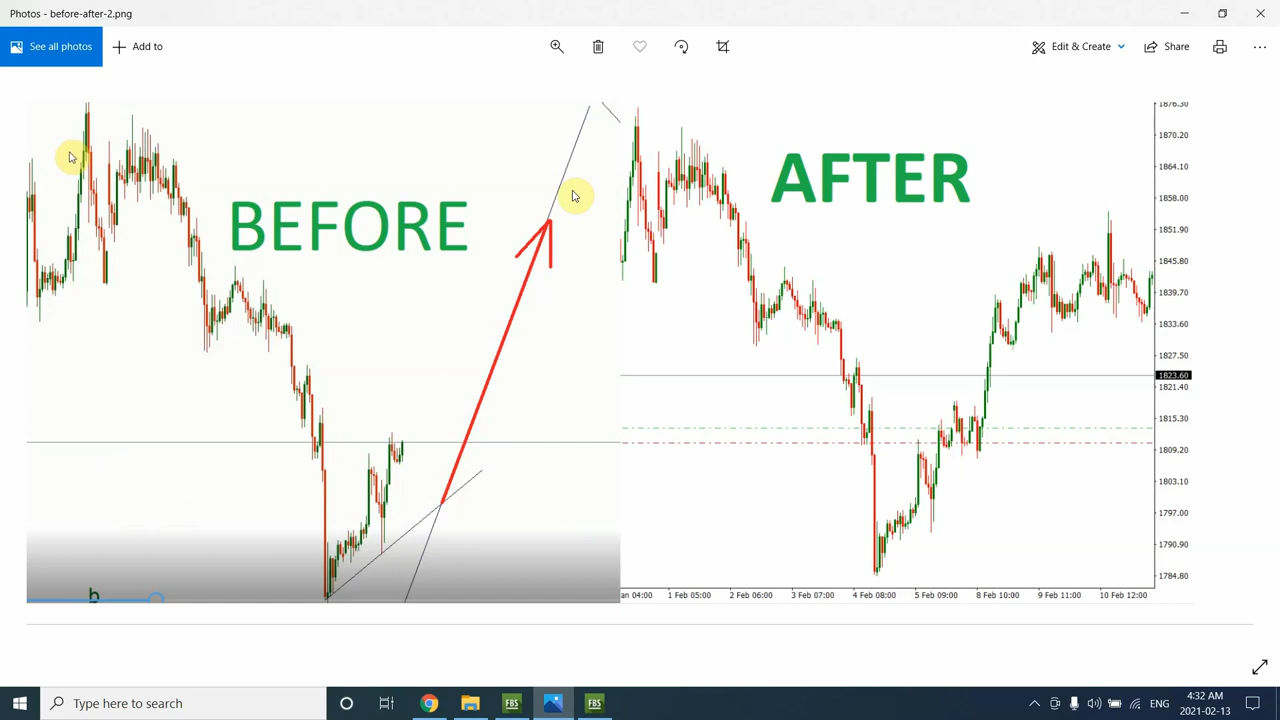 Photos - before-after-2.png
See all photos
Add to
Edit & Create
Share
BEFORE
AFTER
1876.30
1870.20
1864.10
1858.00
1851.90
1845.80
1839.70
1833.60
1827.50
1823.60
1821.40
1815.30
1809.20
1803.10
1797.00
1790.90
1784.80
an 04:00
1 Feb 05:00
2 Feb 06:00
3 Feb 07:00
4 Feb 08:00
5 Feb 09:00
8 Feb 10:00
9 Feb 11:00
10 Feb 12:00
Type here to search
FBS
FBS
ENG
4:32 AM
2021-02-13